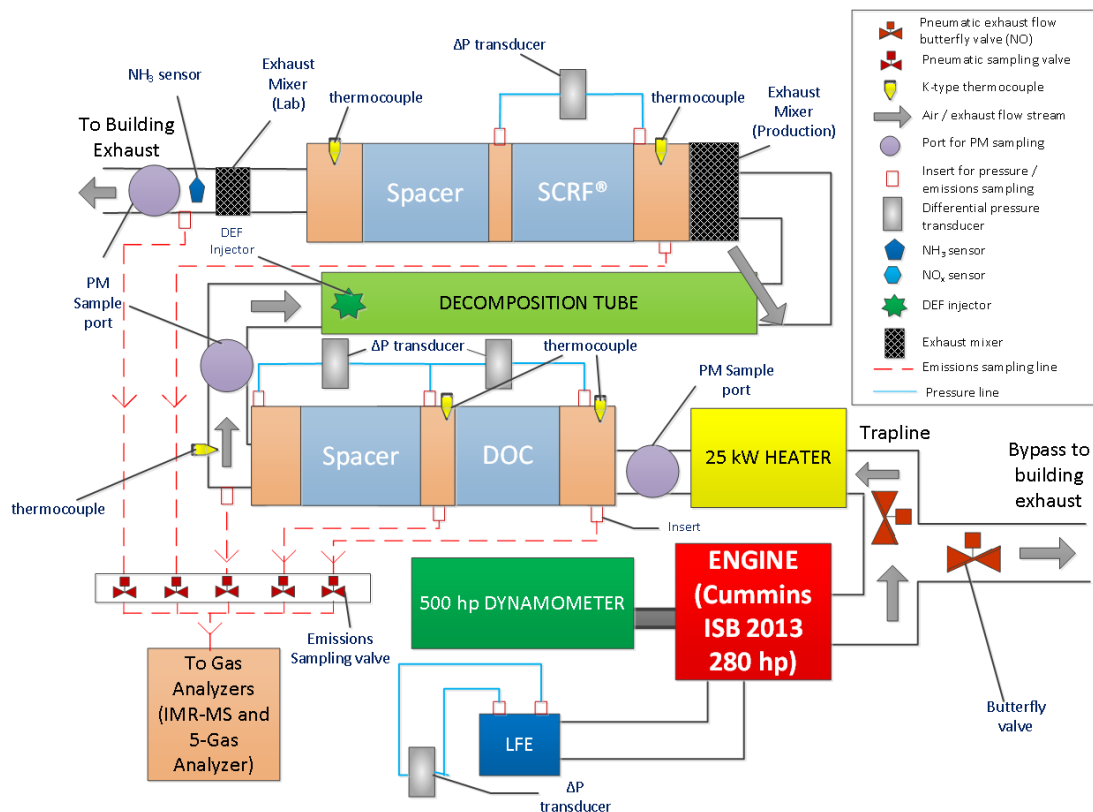 ΔP transducer
NH₃ sensor
Exhaust
Mixer
(Lab)
thermocouple
thermocouple
Exhaust
Mixer
(Production)
To Building
Exhaust
Spacer
SCRF®
DEF
Injector
PM
Sample
port
DECOMPOSITION TUBE
ΔP transducer
thermocouple
PM Sample
port
Spacer
DOC
25 kW HEATER
Trapline
Bypass to
building
exhaust
thermocouple
Insert
500 hp DYNAMOMETER
ENGINE
(Cummins
ISB 2013
280 hp)
Emissions
Sampling valve
To Gas
Analyzers
(IMR-MS and
5-Gas
Analyzer)
LFE
ΔP
transducer
Butterfly
valve
Pneumatic exhaust flow
butterfly valve (NO)
Pneumatic sampling valve
K-type thermocouple
Air / exhaust flow stream
Port for PM sampling
Insert for pressure /
emissions sampling
Differential pressure
transducer
NH₃ sensor
NOₓ sensor
DEF injector
Exhaust mixer
Emissions sampling line
Pressure line